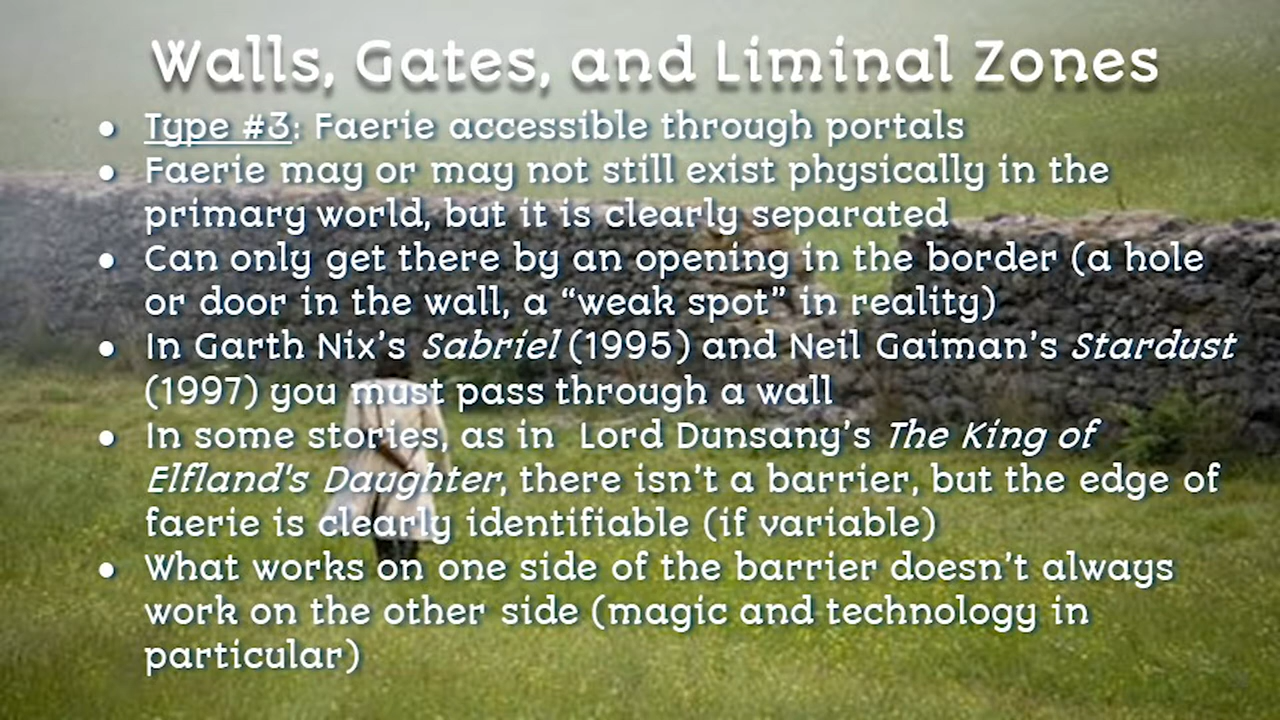 Walls, Gates, and Liminal Zones
• Type #3: Faerie accessible through portals
• Faerie may or may not still exist physically in the
primary world, but it is clearly separated
• Can only get there by an opening in the border (a hole
or door in the wall, a “weak spot” in reality)
• In Garth Nix’s Sabriel (1995) and Neil Gaiman’s Stardust
(1997) you must pass through a wall
• In some stories, as in  Lord Dunsany’s The King of
Elfland's Daughter, there isn’t a barrier, but the edge of
faerie is clearly identifiable (if variable)
• What works on one side of the barrier doesn’t always
work on the other side (magic and technology in
particular)